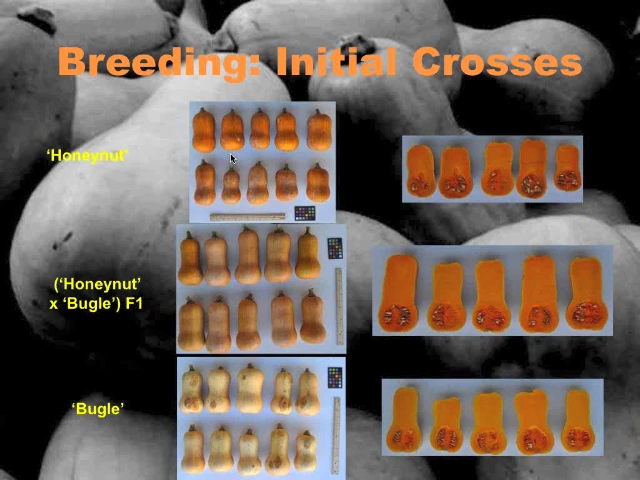 Breeding: Initial Crosses
‘Honeynut’
(‘Honeynut’
x ‘Bugle’) F1
‘Bugle’